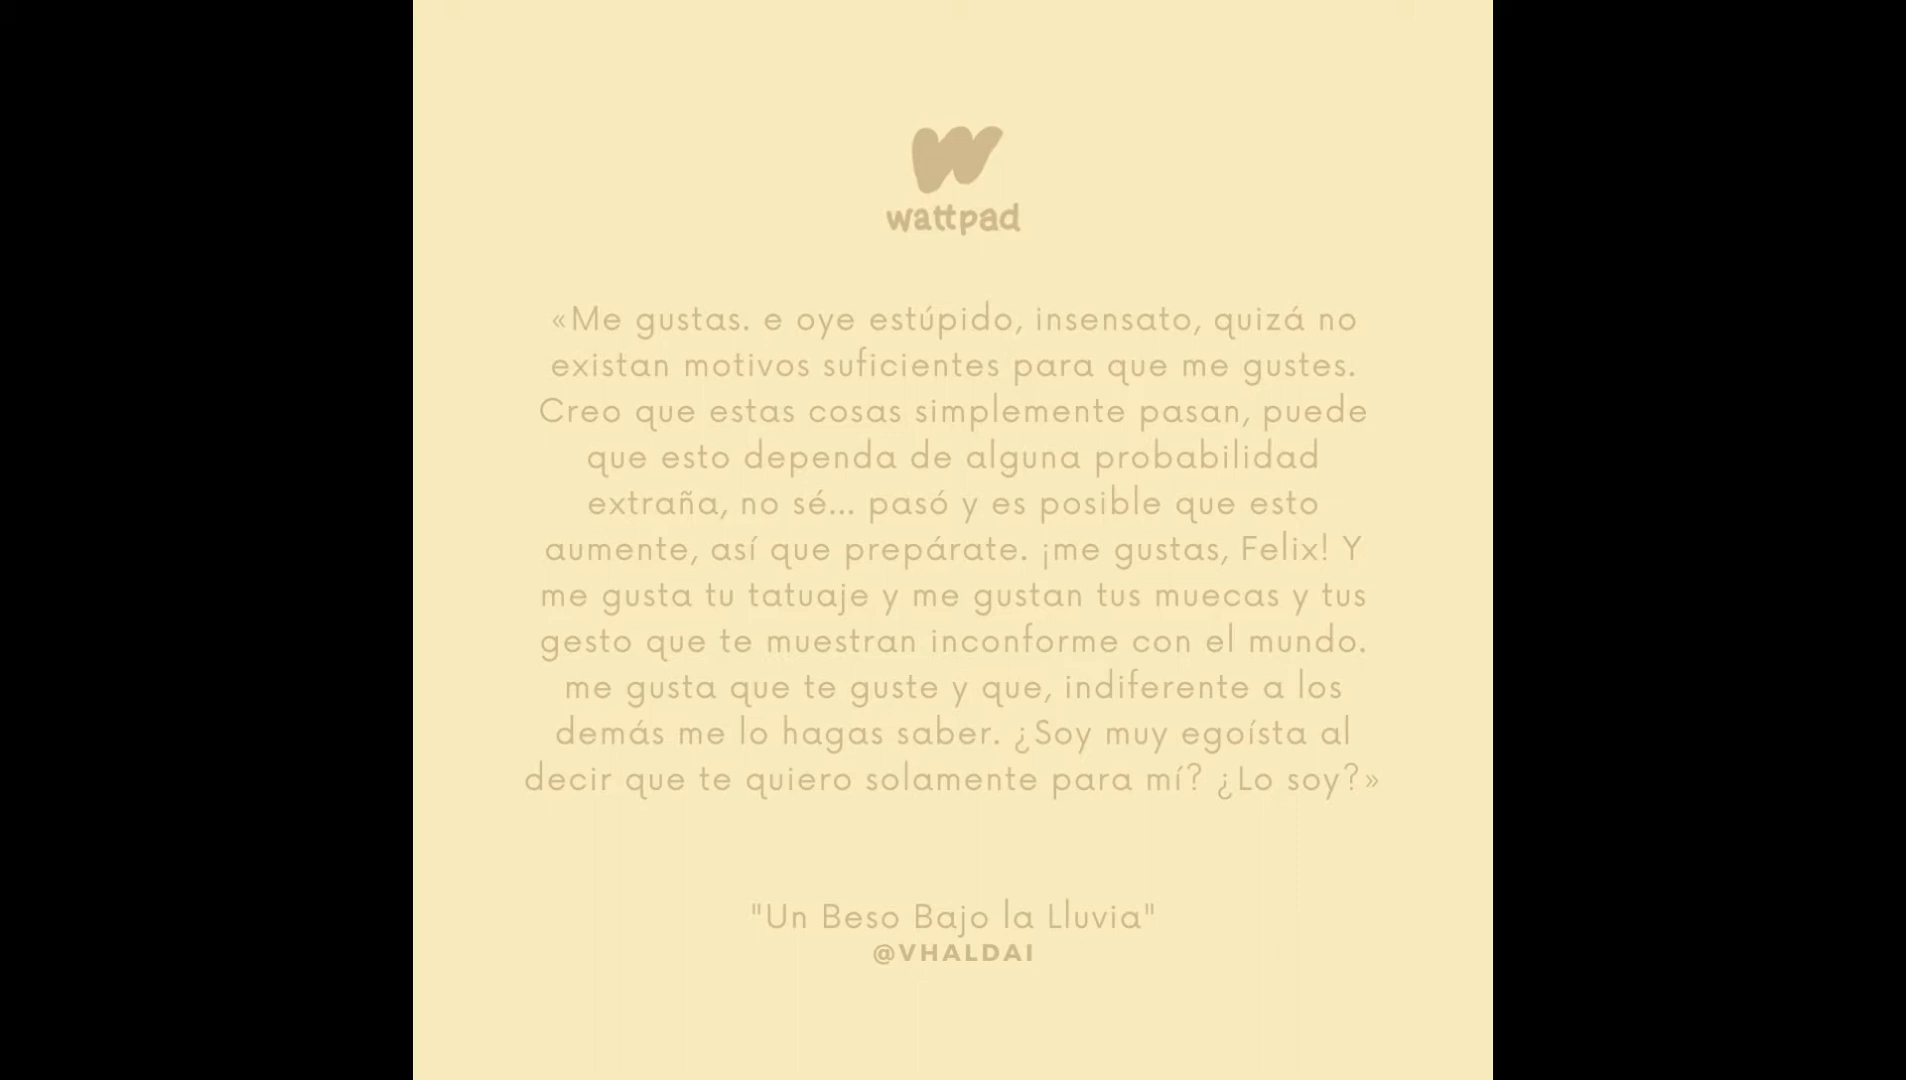 wattpad
«Me gustas. e oye estúpido, insensato, quizá no
existan motivos suficientes para que me gustes.
Creo que estas cosas simplemente pasan, puede
que esto dependa de alguna probabilidad
extraña, no sé... pasó y es posible que esto
aumente, así que prepárate. ¡me gustas, Felix! Y
me gusta tu tatuaje y me gustan tus muecas y tus
gesto que te muestran inconforme con el mundo.
me gusta que te guste y que, indiferente a los
demás me lo hagas saber. ¿Soy muy egoísta al
decir que te quiero solamente para mí? ¿Lo soy?»
"Un Beso Bajo la Lluvia"
@VHALDAI